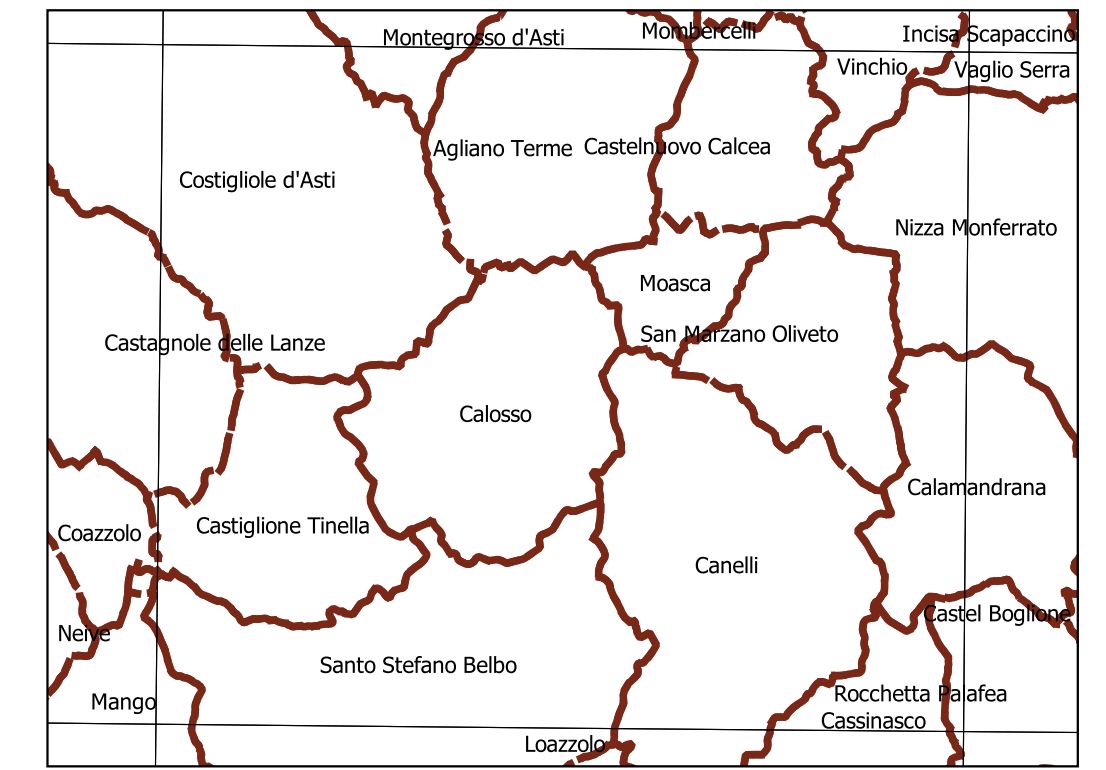 Montegrosso d'Asti
Mombercelli
Incisa Scapaccino
Vinchio
Vaglio Serra
Agliano Terme
Castelnuovo Calcea
Costigliole d'Asti
Nizza Monferrato
Moasca
San Marzano Oliveto
Castagnole delle Lanze
Calosso
Calamandrana
Castiglione Tinella
Coazzolo
Canelli
Castel Boglione
Neive
Santo Stefano Belbo
Rocchetta Palafea
Mango
Cassinasco
Loazzolo